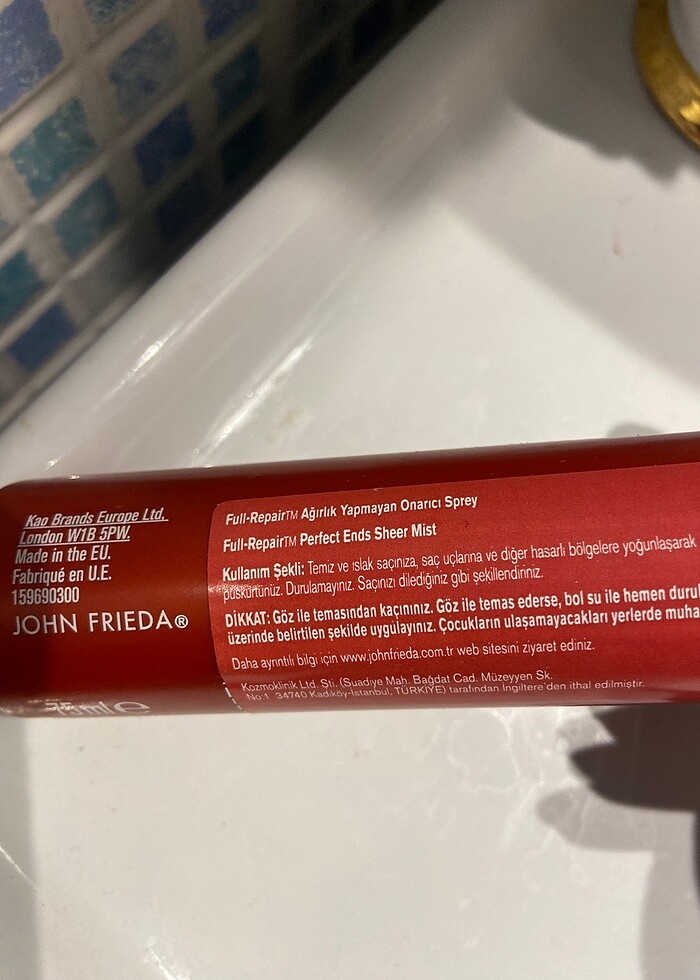 Kao Brands Europe Ltd.
London W1B 5PW.
Made in the EU.
Fabriqué en U.E.
159690300
JOHN FRIEDA®
75ml e
Full-Repair™ Ağırlık Yapmayan Onarıcı Sprey
Full-Repair™ Perfect Ends Sheer Mist
Kullanım Şekli: Temiz ve ıslak saçınıza, saç uçlarına ve diğer hasarlı bölgelere yoğunlaşarak
püskürtünüz. Durulamayınız. Saçınızı dilediğiniz gibi şekillendiriniz.
DİKKAT: Göz ile temasından kaçınınız. Göz ile temas ederse, bol su ile hemen
üzerinde belirtilen şekilde uygulayınız. Çocukların ulaşamayacakları yerlerde
Daha ayrıntılı bilgi için www.johnfrieda.com.tr web sitesini ziyaret ediniz.
Kozmoklinik Ltd. Şti. (Suadiye Mah. Bağdat Cad. Müzeyyen Sk.
No:1 34740 Kadıköy-İstanbul, TÜRKİYE) tarafından İngiltere'den ithal edilmiştir.